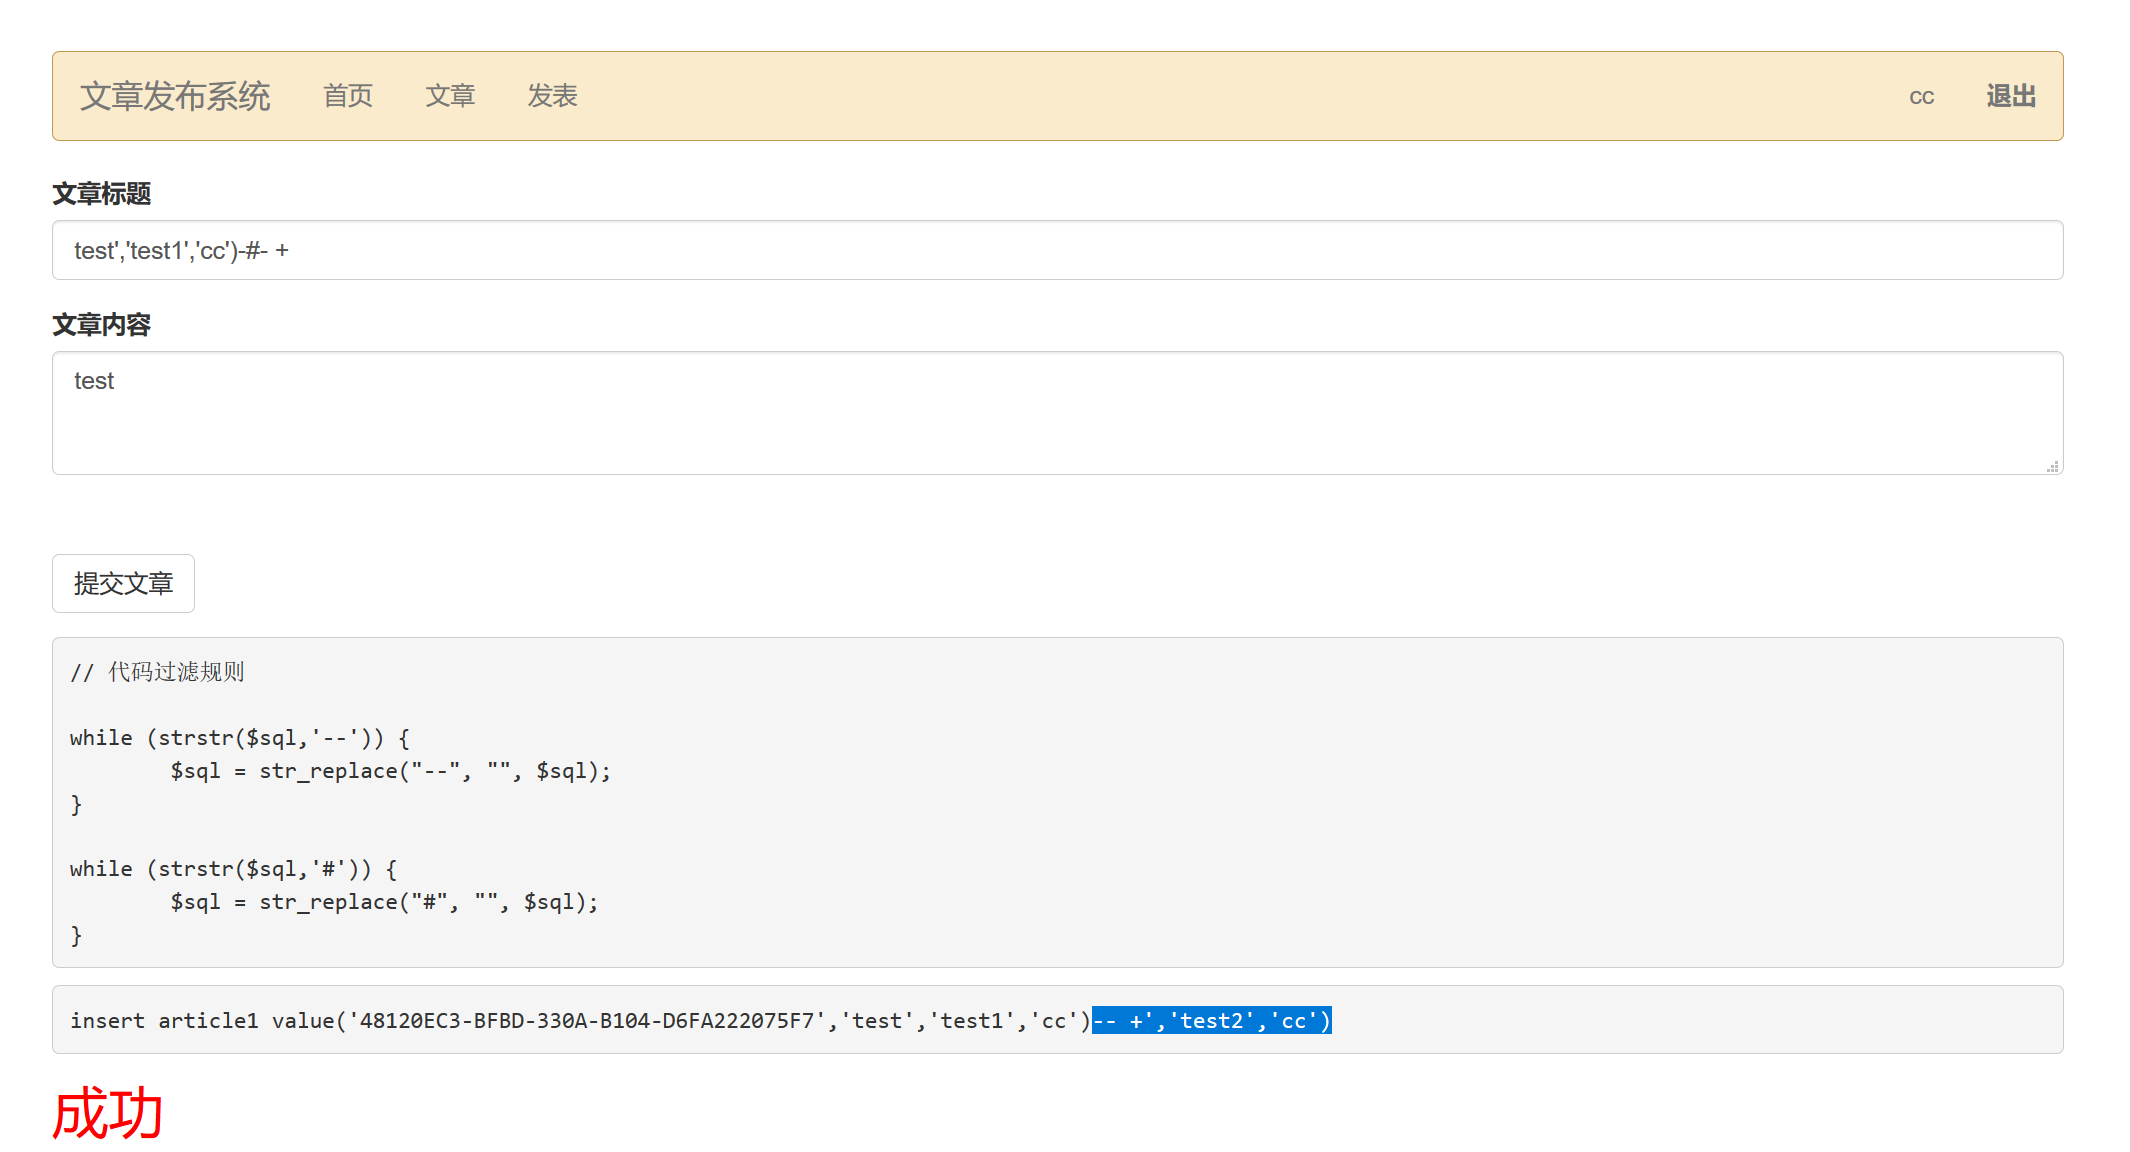 文章发布系统 首页 文章 发表 cc 退出
文章标题
test','test1','cc')-#- +
文章内容
test
提交文章
// 代码过滤规则
while (strstr($sql,'--')) {
        $sql = str_replace("--", "", $sql);
}
while (strstr($sql,'#')) {
        $sql = str_replace("#", "", $sql);
}
insert article1 value('48120EC3-BFBD-330A-B104-D6FA222075F7','test','test1','cc')-- +','test2','cc')
成功